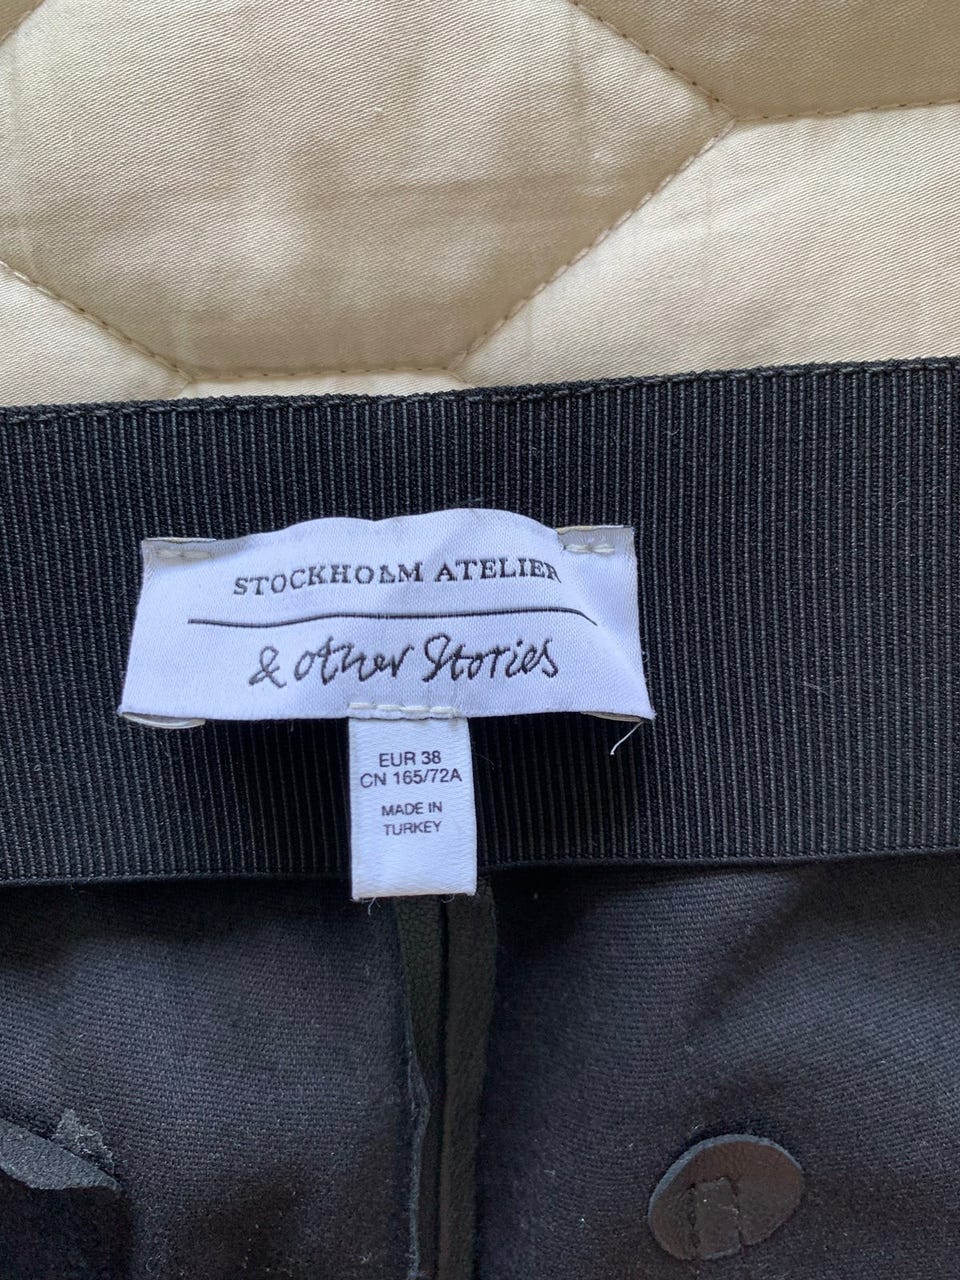 STOCKHOLM ATELIER
& other Stories
EUR 38
CN 165/72A
MADE IN
TURKEY